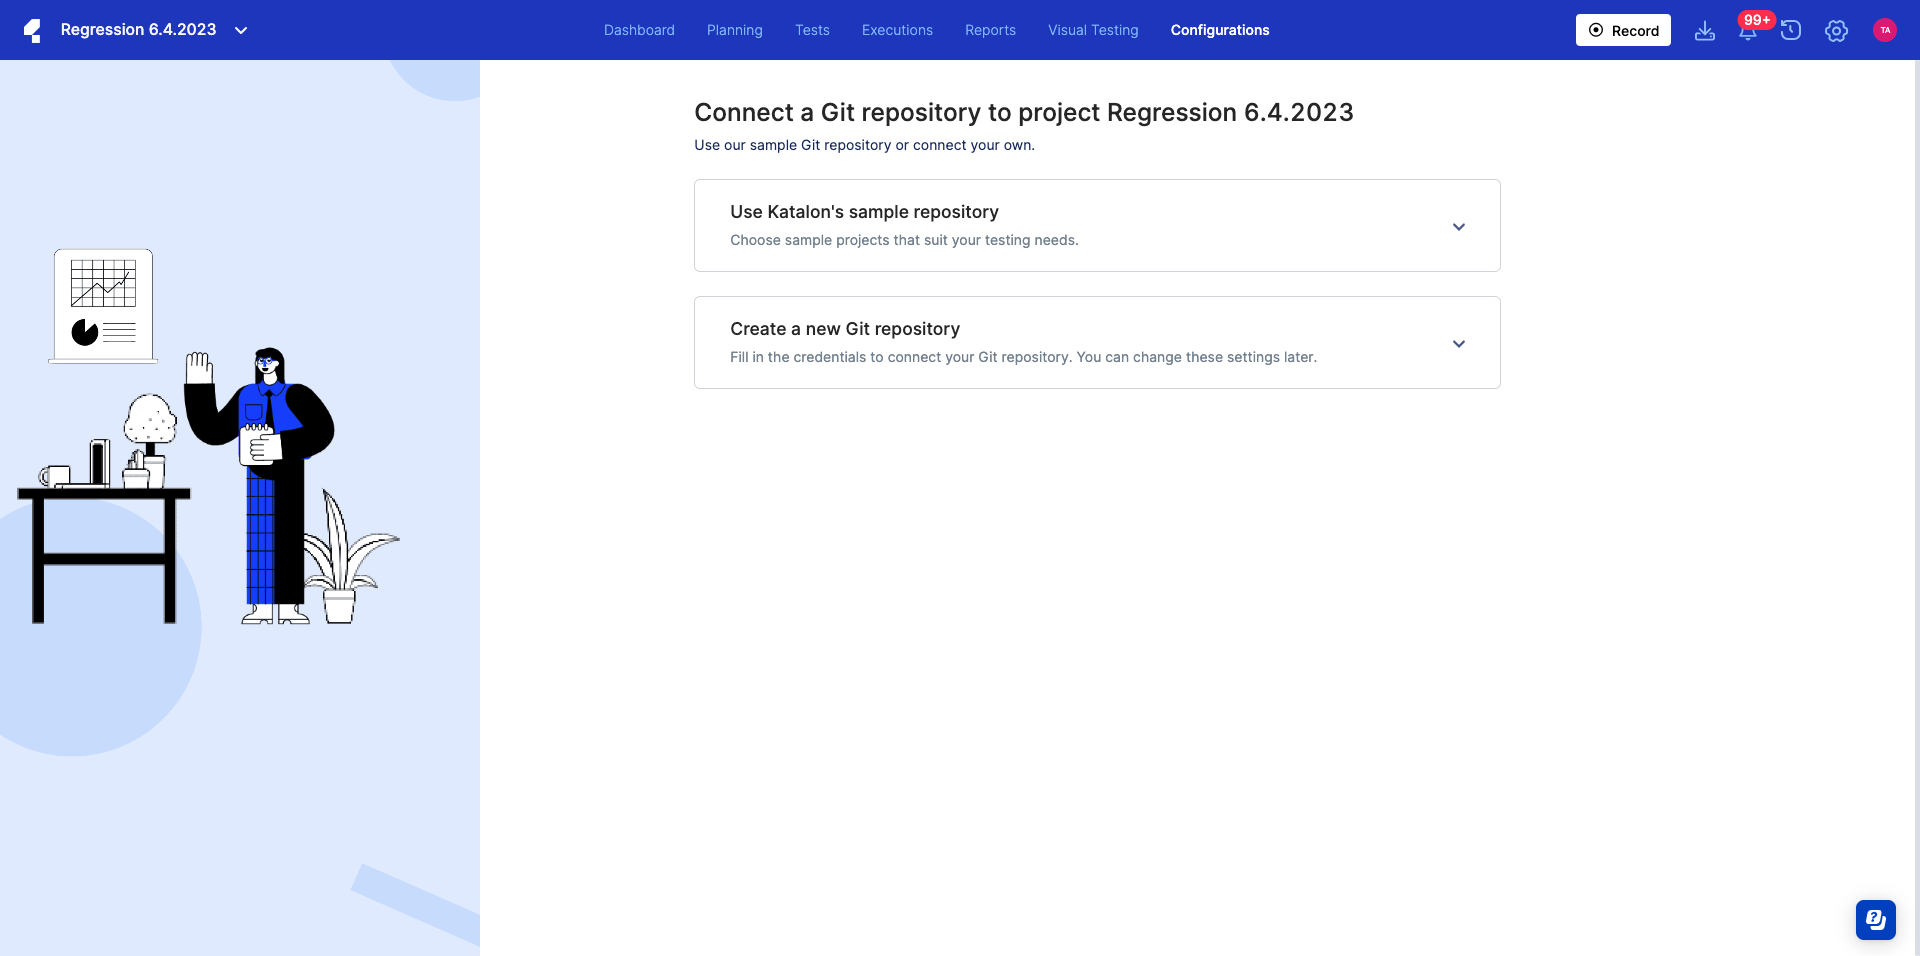 Regression 6.4.2023
Dashboard Planning Tests Executions Reports Visual Testing Configurations
Record
99+
TA
Connect a Git repository to project Regression 6.4.2023
Use our sample Git repository or connect your own.
Use Katalon's sample repository
Choose sample projects that suit your testing needs.
Create a new Git repository
Fill in the credentials to connect your Git repository. You can change these settings later.
?